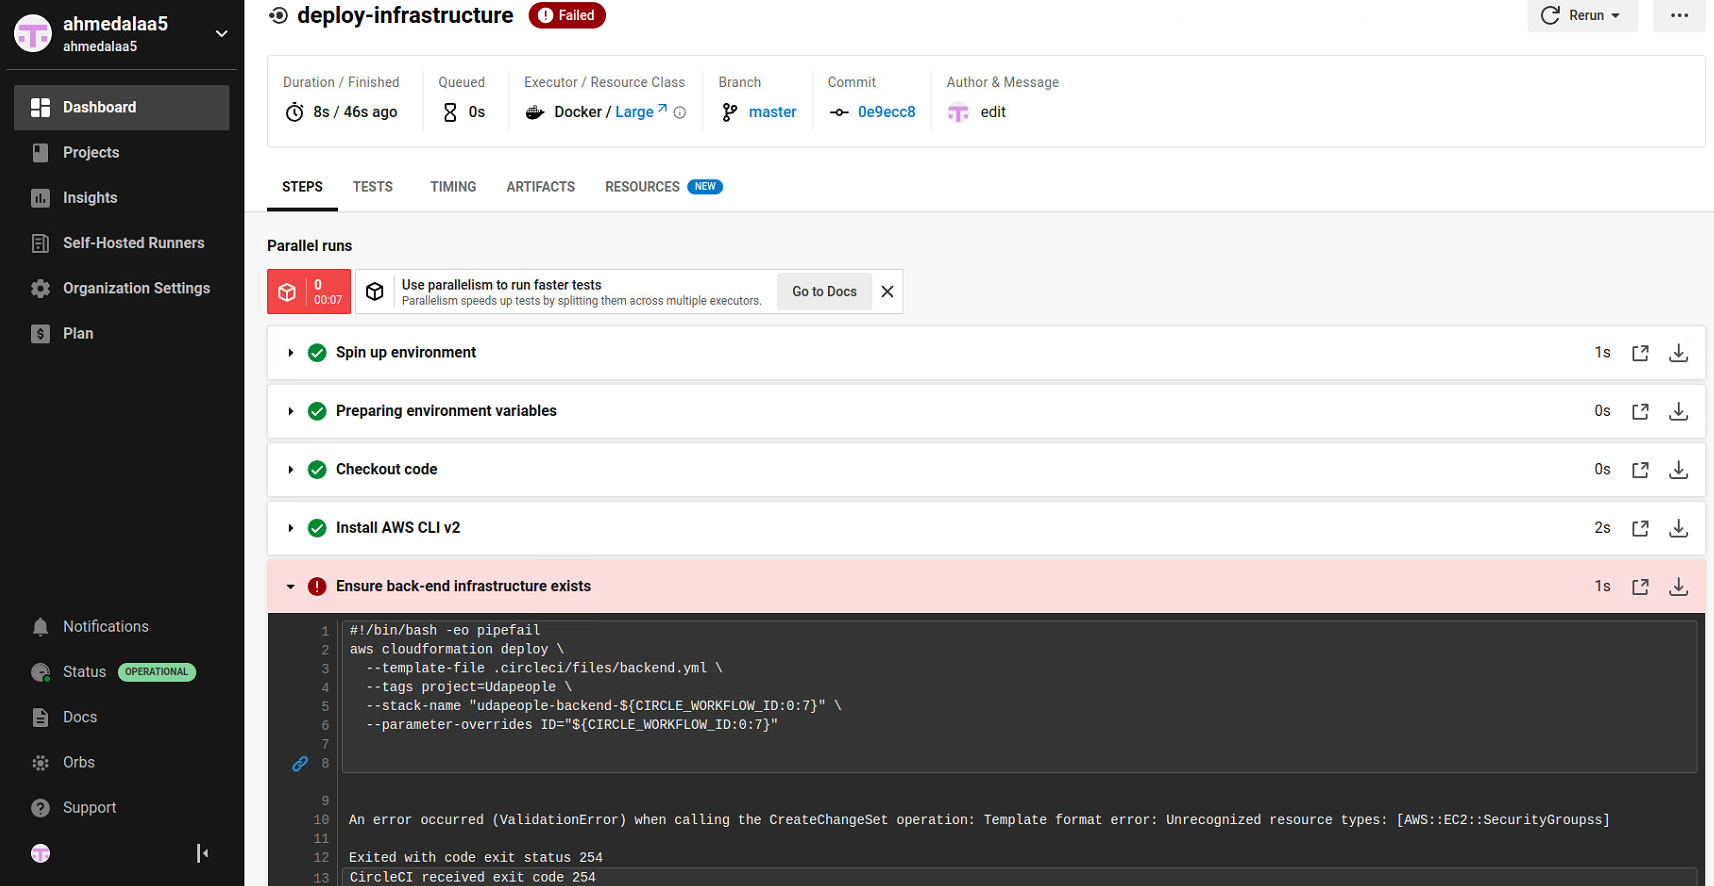 ahmedalaa5
ahmedalaa5
Dashboard
Projects
Insights
Self-Hosted Runners
Organization Settings
Plan
Notifications
Status OPERATIONAL
Docs
Orbs
Support
deploy-infrastructure Failed
Rerun
Duration / Finished
8s / 46s ago
Queued
0s
Executor / Resource Class
Docker / Large
Branch
master
Commit
0e9ecc8
Author & Message
edit
STEPS TESTS TIMING ARTIFACTS RESOURCES NEW
Parallel runs
0
00:07
Use parallelism to run faster tests
Parallelism speeds up tests by splitting them across multiple executors.
Go to Docs
Spin up environment 1s
Preparing environment variables 0s
Checkout code 0s
Install AWS CLI v2 2s
Ensure back-end infrastructure exists 1s
1 #!/bin/bash -eo pipefail
2 aws cloudformation deploy \
3 --template-file .circleci/files/backend.yml \
4 --tags project=Udapeople \
5 --stack-name "udapeople-backend-${CIRCLE_WORKFLOW_ID:0:7}" \
6 --parameter-overrides ID="${CIRCLE_WORKFLOW_ID:0:7}"
7
8
9
10 An error occurred (ValidationError) when calling the CreateChangeSet operation: Template format error: Unrecognized resource types: [AWS::EC2::SecurityGroupss]
11
12 Exited with code exit status 254
13 CircleCI received exit code 254